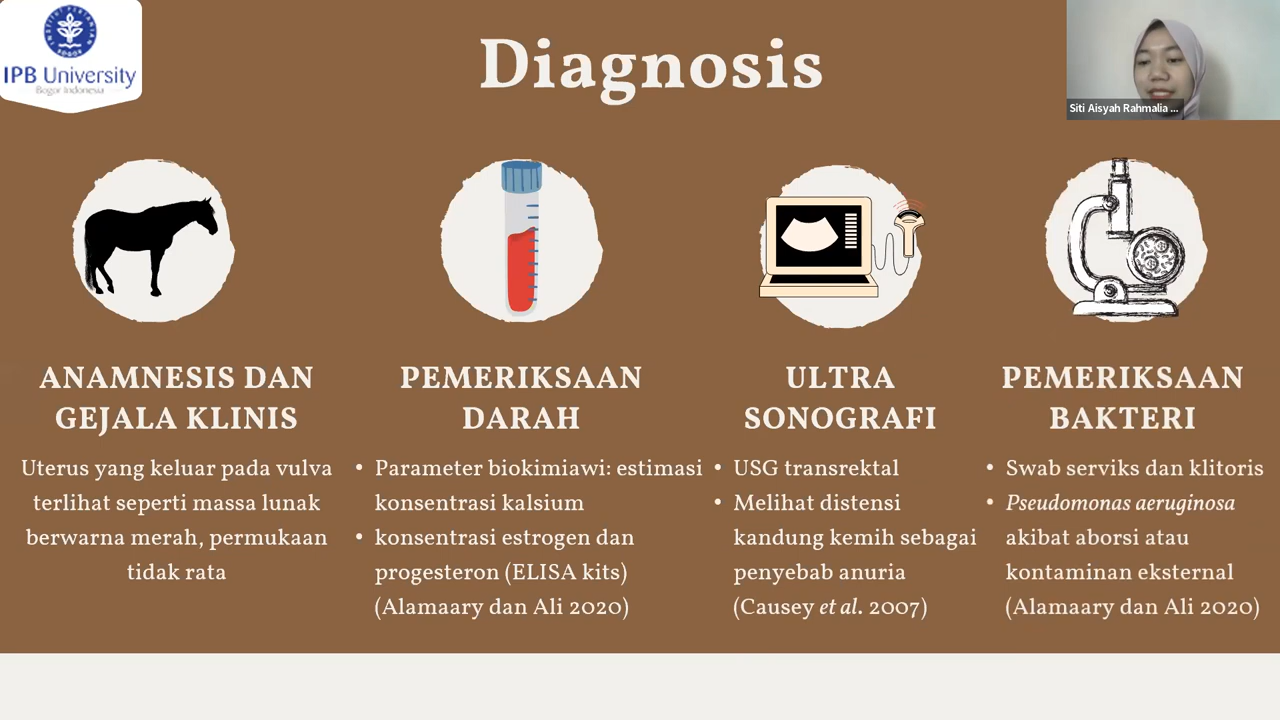 INSTITUT PERTANIAN
BOGOR
IPB University
Bogor Indonesia
Diagnosis
Siti Aisyah Rahmalia ...
ANAMNESIS DAN
GEJALA KLINIS
Uterus yang keluar pada vulva
terlihat seperti massa lunak
berwarna merah, permukaan
tidak rata
PEMERIKSAAN
DARAH
• Parameter biokimiawi: estimasi
konsentrasi kalsium
• konsentrasi estrogen dan
progesteron (ELISA kits)
(Alamaary dan Ali 2020)
ULTRA
SONOGRAFI
• USG transrektal
• Melihat distensi
kandung kemih sebagai
penyebab anuria
(Causey et al. 2007)
PEMERIKSAAN
BAKTERI
• Swab serviks dan klitoris
• Pseudomonas aeruginosa
akibat aborsi atau
kontaminan eksternal
(Alamaary dan Ali 2020)